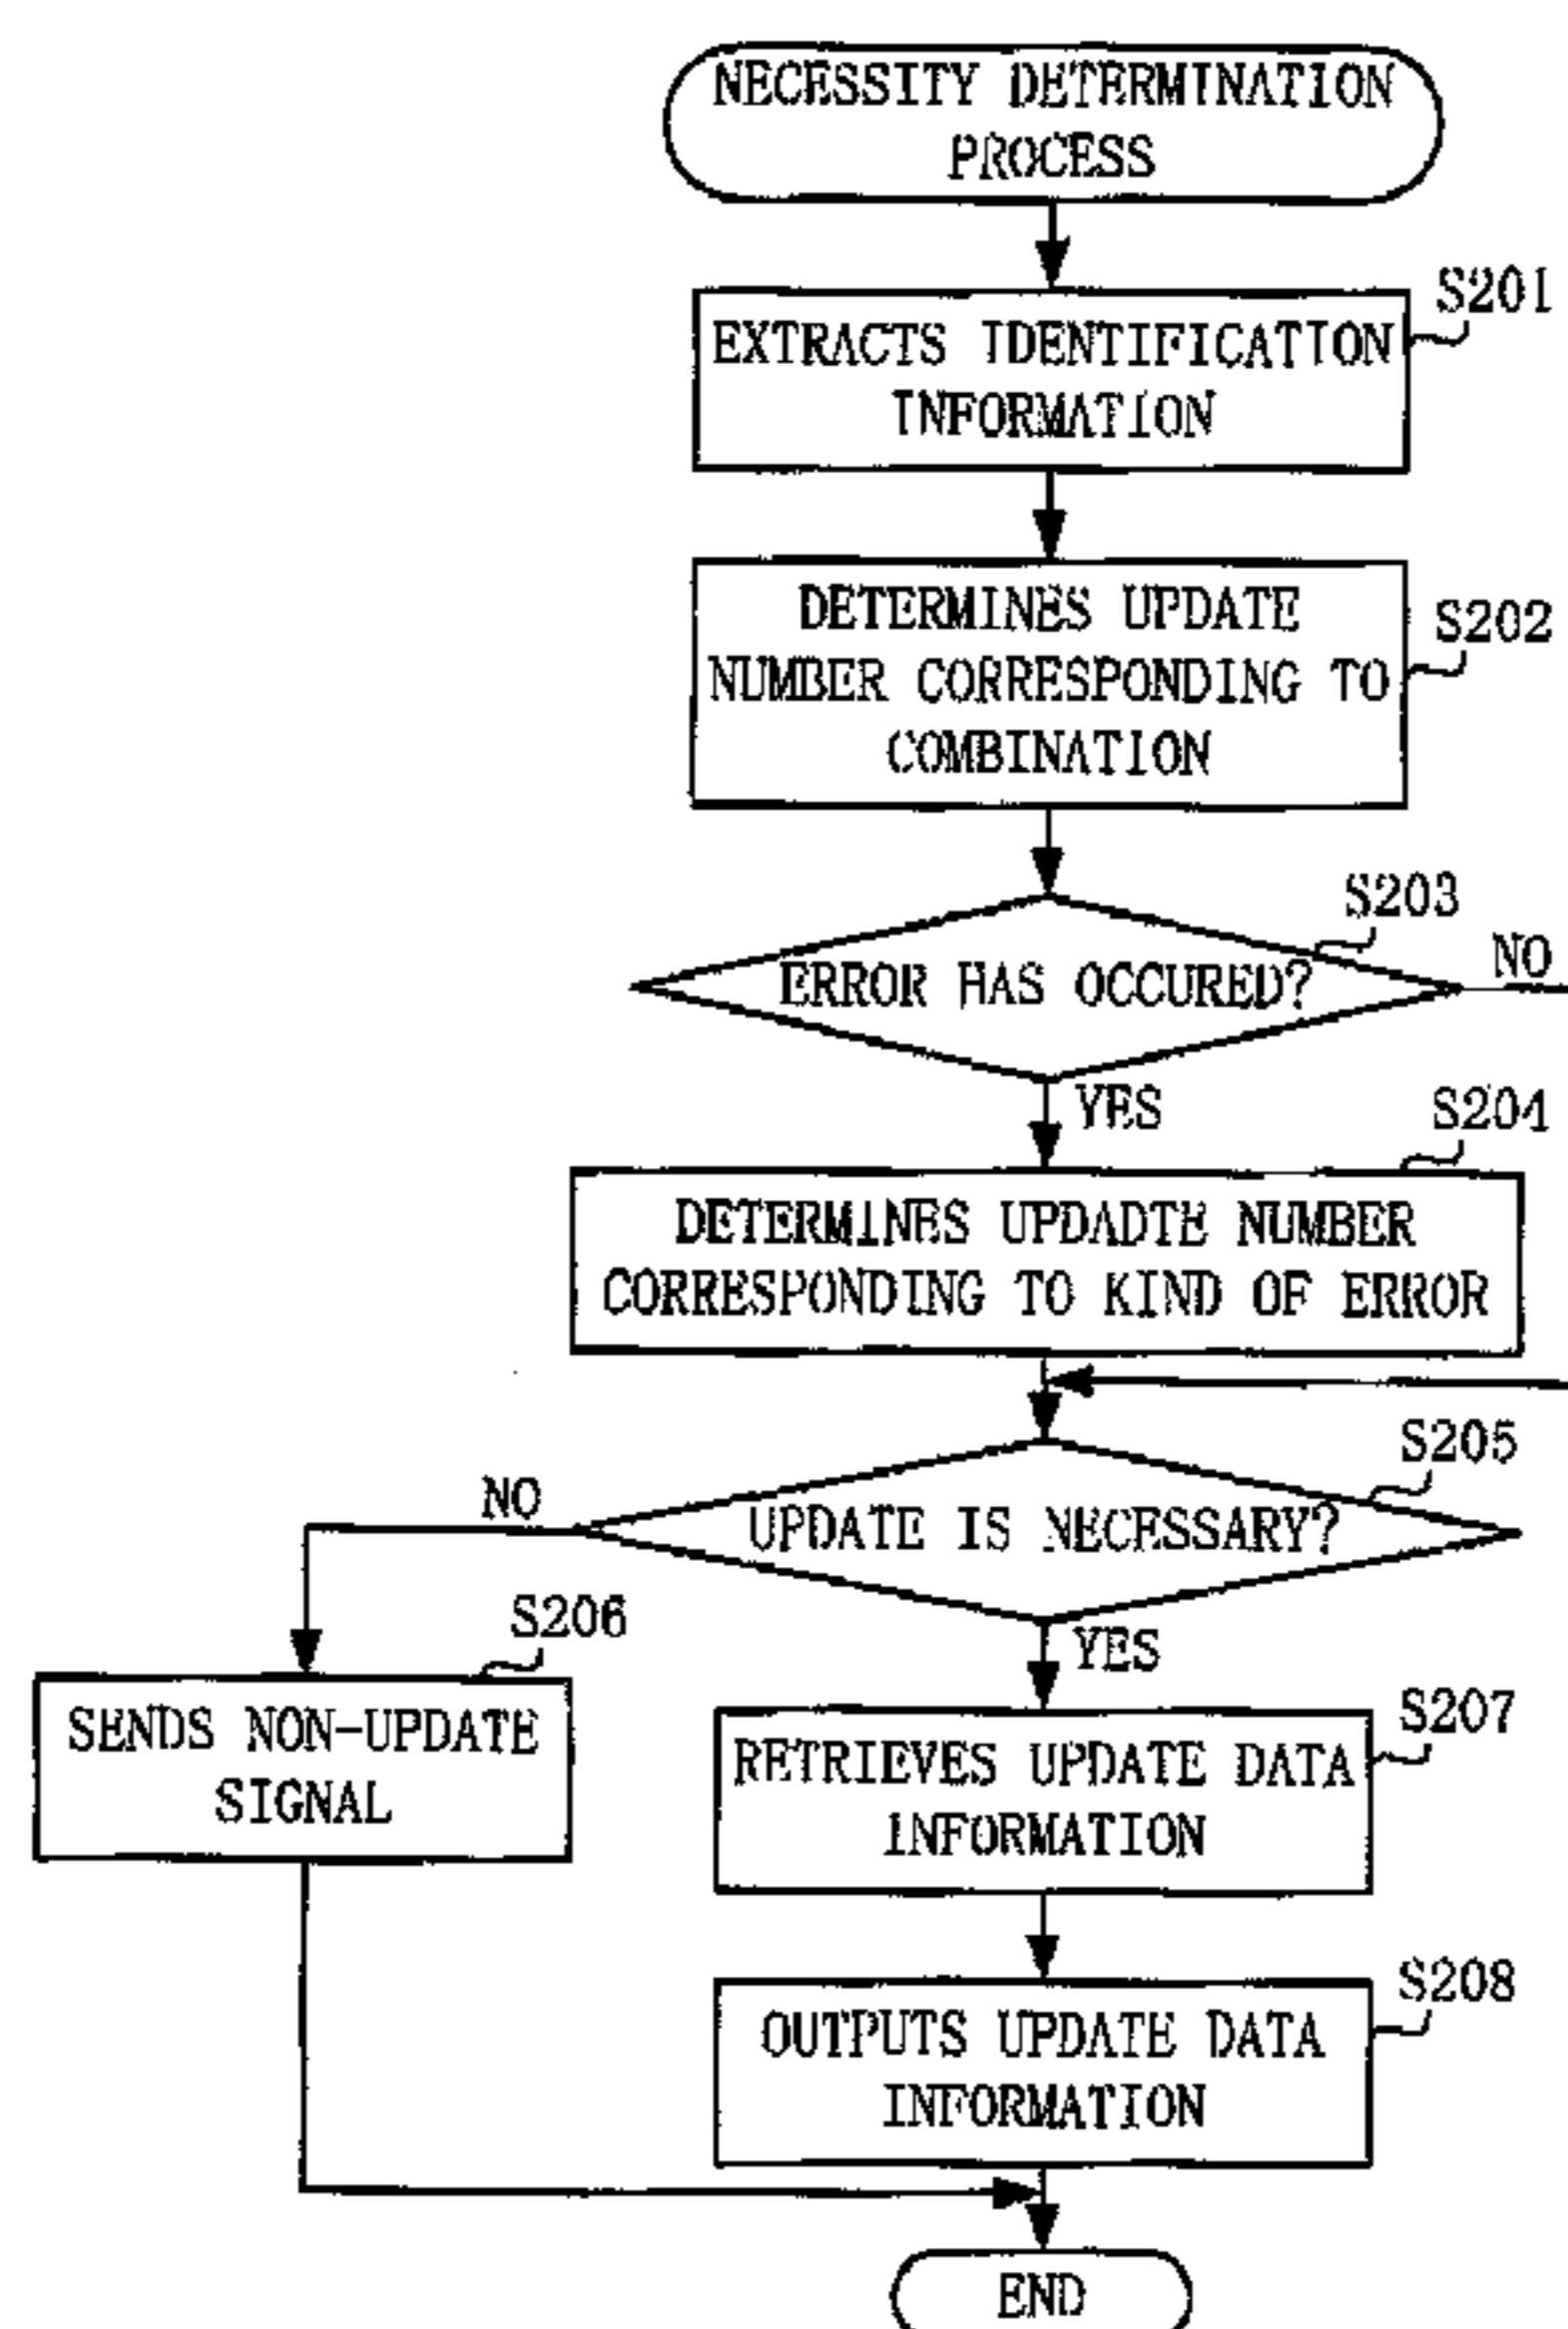 NECESSITY DETERMINATION
PROCESS
S201
EXTRACTS IDENTIFICATION
INFORMATION
S202
DETERMINES UPDATE
NUMBER CORRESPONDING TO
COMBINATION
S203
ERROR HAS OCCURED?
NO
YES
S204
DETERMINES UPDADTE NUMBER
CORRESPONDING TO KIND OF ERROR
S205
UPDATE IS NECESSARY?
NO
YES
S206
SENDS NON-UPDATE
SIGNAL
S207
RETRIEVES UPDATE DATA
INFORMATION
S208
OUTPUTS UPDATE DATA
INFORMATION
END